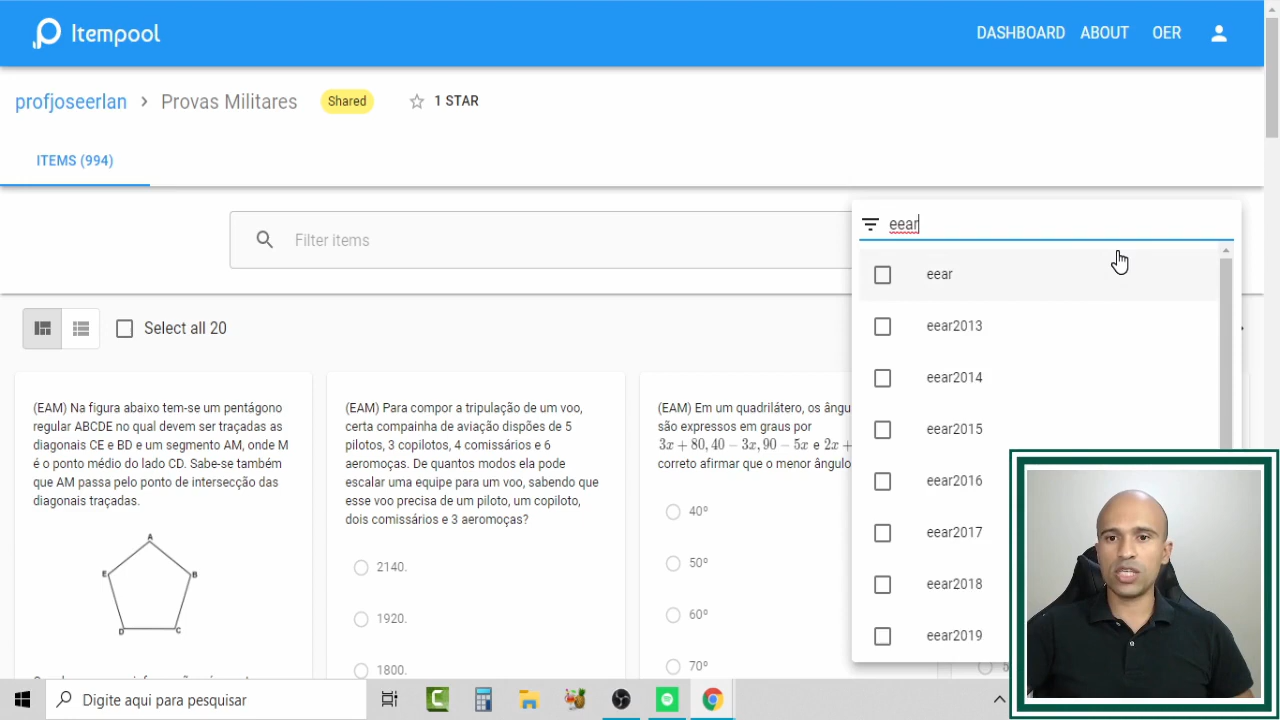 Itempool
DASHBOARD ABOUT OER
profjoseerlan > Provas Militares Shared 1 STAR
ITEMS (994)
Filter items
eear
eear
eear2013
eear2014
eear2015
eear2016
eear2017
eear2018
eear2019
Select all 20
(EAM) Na figura abaixo tem-se um pentágono
regular ABCDE no qual devem ser traçadas as
diagonais CE e BD e um segmento AM, onde M
é o ponto médio do lado CD. Sabe-se também
que AM passa pelo ponto de intersecção das
diagonais traçadas.
A
E B
D C
(EAM) Para compor a tripulação de um voo,
certa compainha de aviação dispões de 5
pilotos, 3 copilotos, 4 comissários e 6
aeromoças. De quantos modos ela pode
escalar uma equipe para um voo, sabendo que
esse voo precisa de um piloto, um copiloto,
dois comissários e 3 aeromoças?
2140.
1920.
1800.
(EAM) Em um quadrilátero, os ângu
são expressos em graus por
3x + 80, 40 − 3x, 90 − 5x e 2x +
correto afirmar que o menor ângulo
40º
50º
60º
70º
Digite aqui para pesquisar